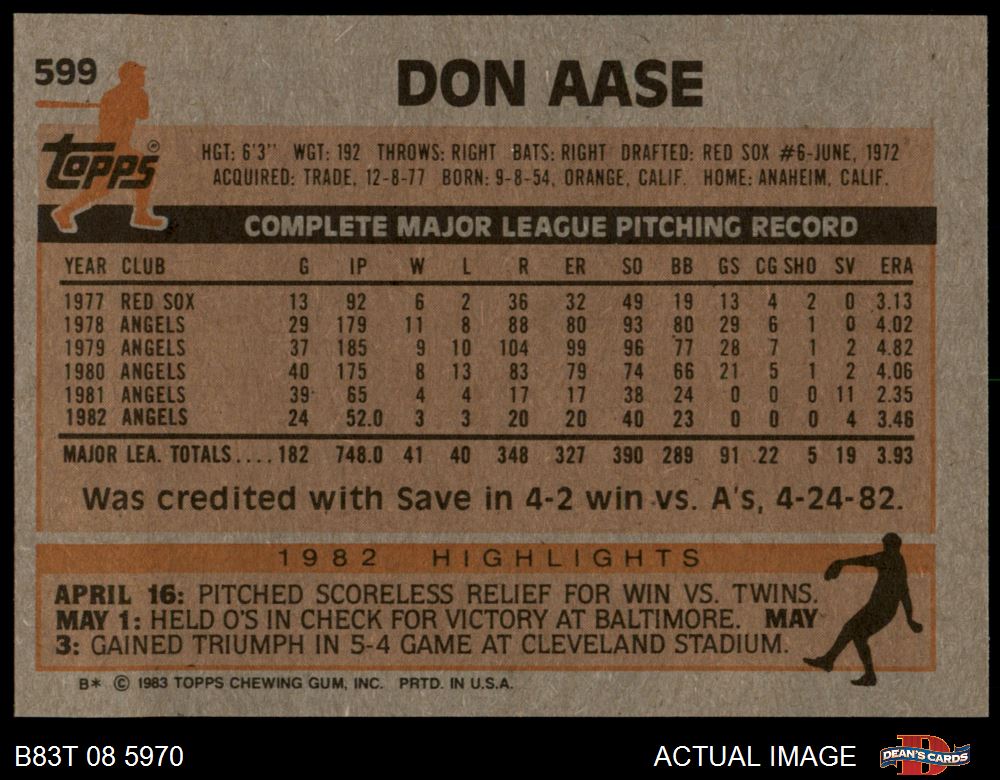 599
DON AASE
Topps®
HGT: 6'3" WGT: 192 THROWS: RIGHT BATS: RIGHT DRAFTED: RED SOX #6-JUNE, 1972
ACQUIRED: TRADE, 12-8-77 BORN: 9-8-54, ORANGE, CALIF. HOME: ANAHEIM, CALIF.
COMPLETE MAJOR LEAGUE PITCHING RECORD
YEAR CLUB G IP W L R ER SO BB GS CG SHO SV ERA
1977 RED SOX 13 92 6 2 36 32 49 19 13 4 2 0 3.13
1978 ANGELS 29 179 11 8 88 80 93 80 29 6 1 0 4.02
1979 ANGELS 37 185 9 10 104 99 96 77 28 7 1 2 4.82
1980 ANGELS 40 175 8 13 83 79 74 66 21 5 1 2 4.06
1981 ANGELS 39 65 4 4 17 17 38 24 0 0 0 11 2.35
1982 ANGELS 24 52.0 3 3 20 20 40 23 0 0 0 4 3.46
MAJOR LEA. TOTALS....182 748.0 41 40 348 327 390 289 91 22 5 19 3.93
Was credited with Save in 4-2 win vs. A's, 4-24-82.
1982 HIGHLIGHTS
APRIL 16: PITCHED SCORELESS RELIEF FOR WIN VS. TWINS.
MAY 1: HELD O'S IN CHECK FOR VICTORY AT BALTIMORE. MAY
3: GAINED TRIUMPH IN 5-4 GAME AT CLEVELAND STADIUM.
B* © 1983 TOPPS CHEWING GUM, INC. PRTD. IN U.S.A.
B83T 08 5970
ACTUAL IMAGE
DEAN'S CARDS